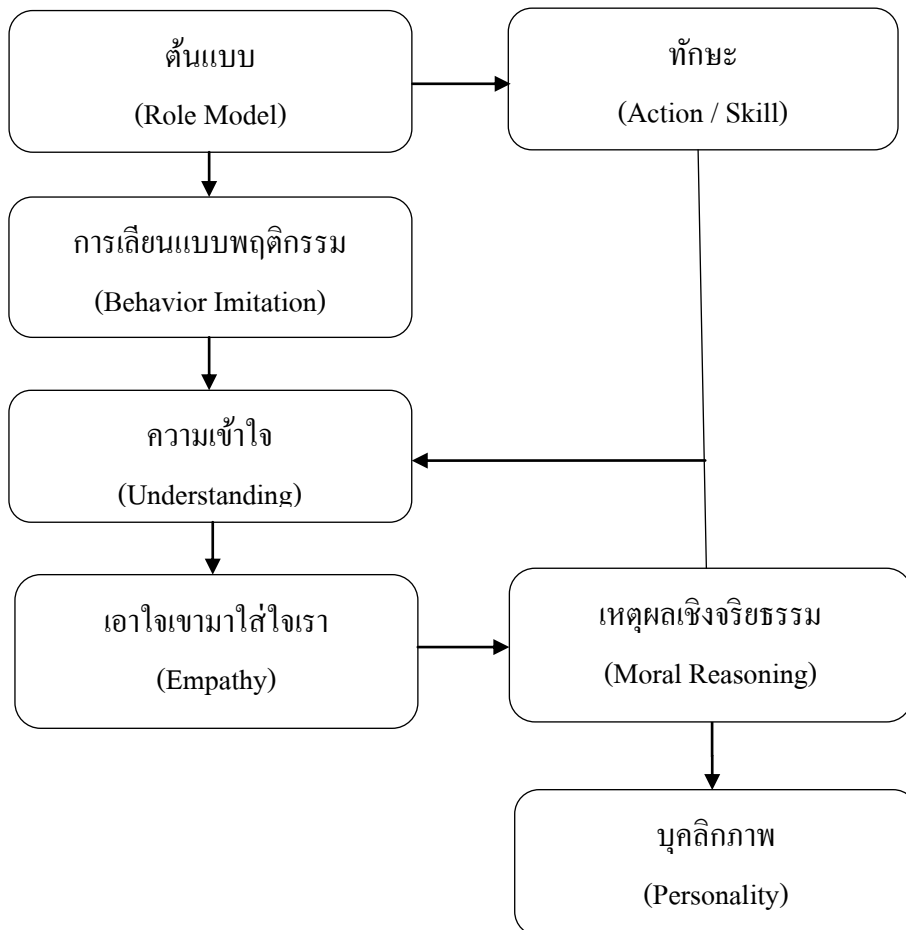 ต้นแบบ
(Role Model)
ทักษะ
(Action / Skill)
การเลียนแบบพฤติกรรม
(Behavior Imitation)
ความเข้าใจ
(Understanding)
เอาใจเขามาใส่ใจเรา
(Empathy)
เหตุผลเชิงจริยธรรม
(Moral Reasoning)
บุคลิกภาพ
(Personality)